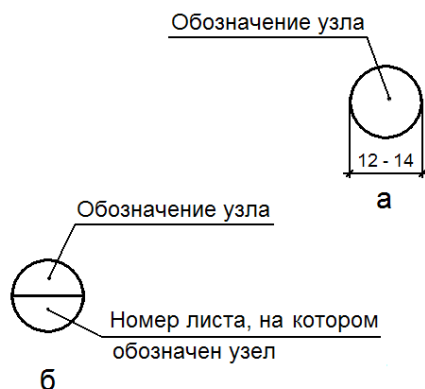 Обозначение узла
12 - 14
а
Обозначение узла
Номер листа, на котором
обозначен узел
б